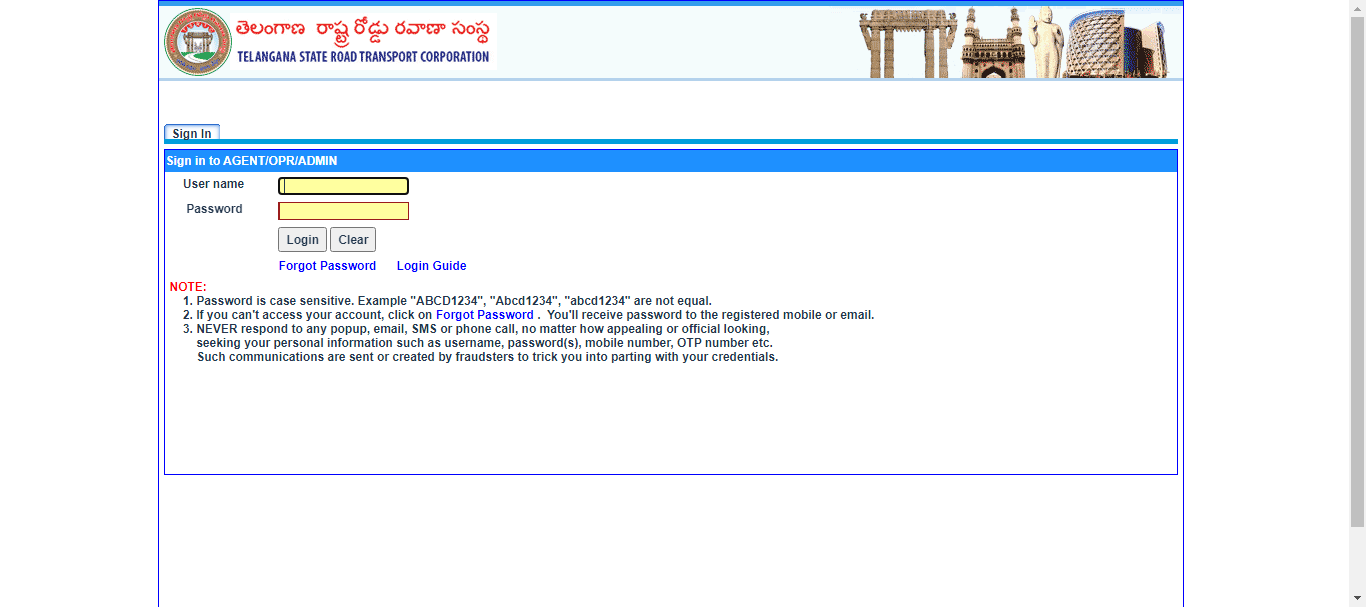 తెలంగాణ రాష్ట్ర రోడ్డు రవాణా సంస్థ
TELANGANA STATE ROAD TRANSPORT CORPORATION
Sign In
Sign in to AGENT/OPR/ADMIN
User name
Password
Login Clear
Forgot Password Login Guide
NOTE:
1. Password is case sensitive. Example "ABCD1234", "Abcd1234", "abcd1234" are not equal.
2. If you can't access your account, click on Forgot Password . You'll receive password to the registered mobile or email.
3. NEVER respond to any popup, email, SMS or phone call, no matter how appealing or official looking,
seeking your personal information such as username, password(s), mobile number, OTP number etc.
Such communications are sent or created by fraudsters to trick you into parting with your credentials.